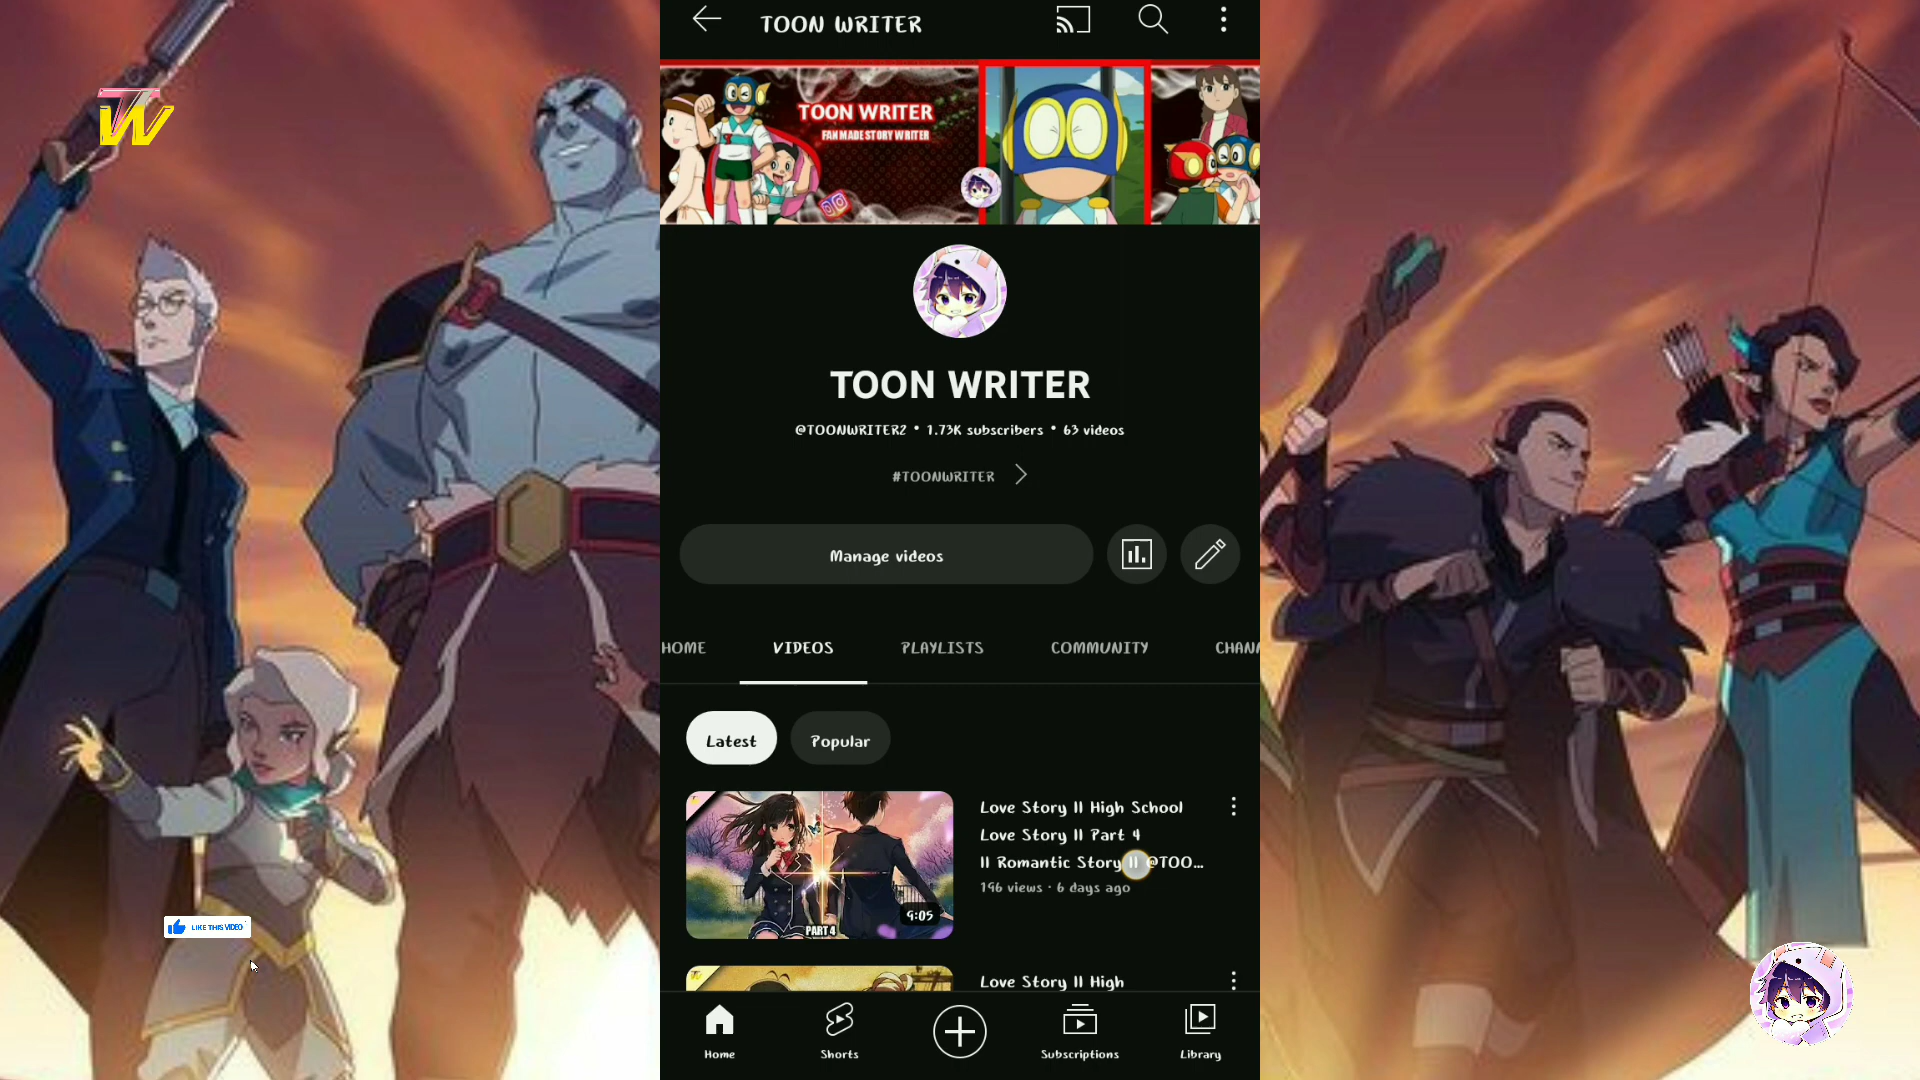 TOON WRITER
TW
TOON WRITER
FAN MADE STORY WRITER
TOON WRITER
@TOONWRITER2 • 1.73K subscribers • 63 videos
#TOONWRITER
Manage videos
HOME
VIDEOS
PLAYLISTS
COMMUNITY
CHANN
Latest
Popular
Love Story II High School
Love Story II Part 4
II Romantic Story II @TOO...
196 views · 6 days ago
9:05
PART 4
LIKE THIS VIDEO
Love Story II High
Home
Shorts
Subscriptions
Library